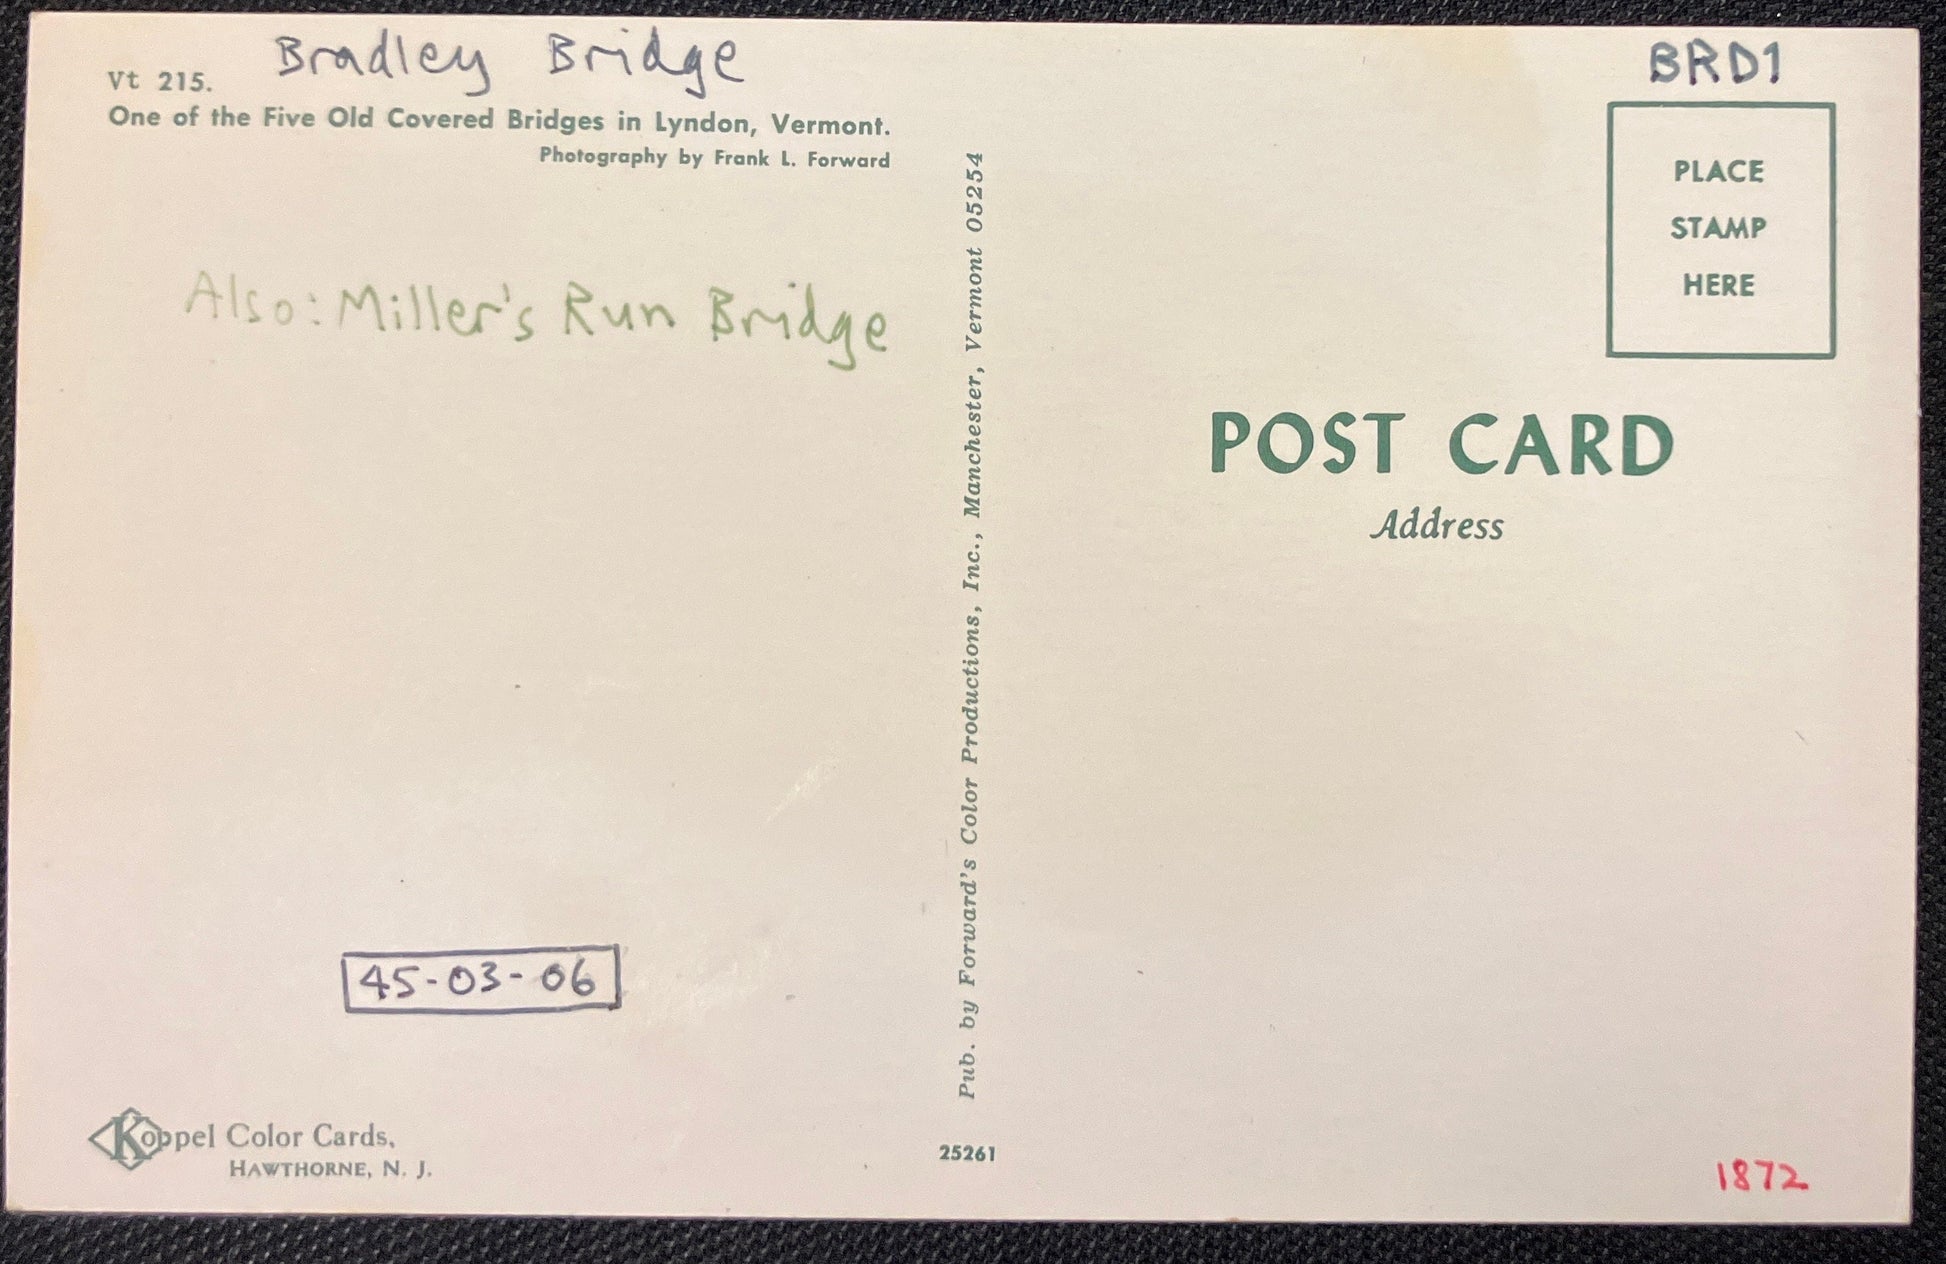 Bradley Bridge
Vt 215.
One of the Five Old Covered Bridges in Lyndon, Vermont.
Photography by Frank L. Forward
Also: Miller's Run Bridge
45-03-06
Koppel Color Cards,
HAWTHORNE, N. J.
Pub. by Forward's Color Productions, Inc., Manchester, Vermont 05254
25261
BRD1
PLACE
STAMP
HERE
POST CARD
Address
1872